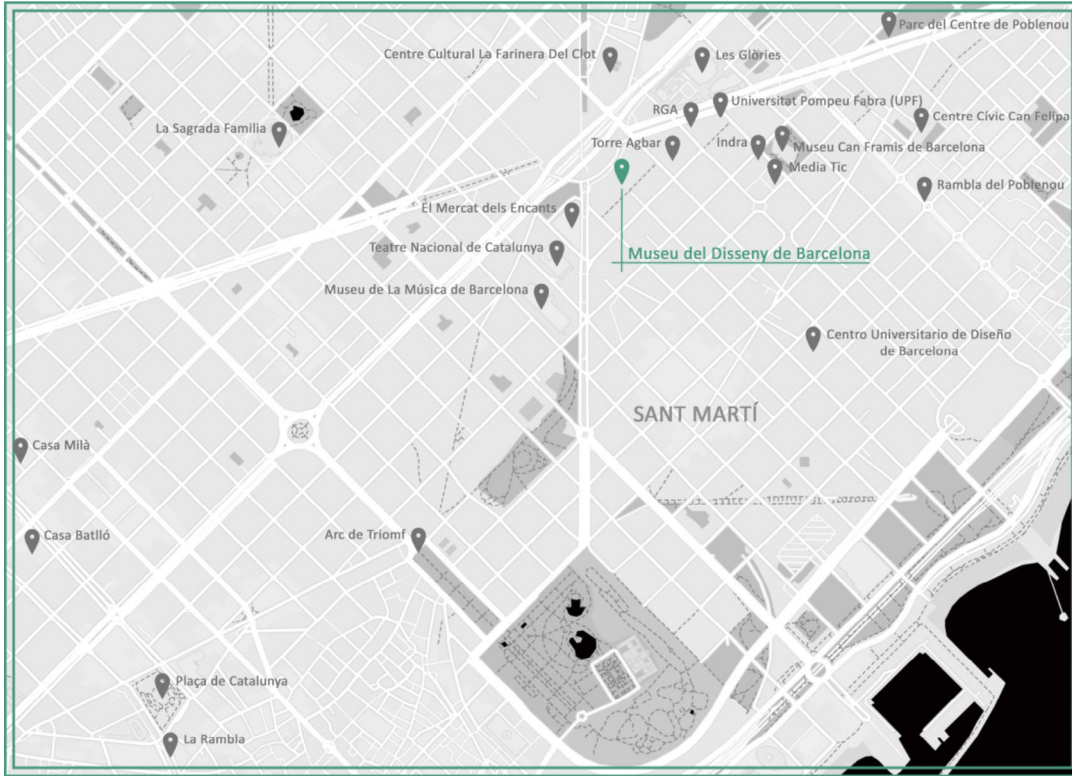 Parc del Centre de Poblenou
Centre Cultural La Farinera Del Clot
Les Glòries
Universitat Pompeu Fabra (UPF)
RGA
Centre Cívic Can Felipa
La Sagrada Familia
Torre Agbar
Indra
Museu Can Framis de Barcelona
Media Tic
Rambla del Poblenou
El Mercat dels Encants
Teatre Nacional de Catalunya
Museu del Disseny de Barcelona
Museu de La Música de Barcelona
Centro Universitario de Diseño
de Barcelona
SANT MARTÍ
Casa Milà
Casa Batlló
Arc de Triomf
Plaça de Catalunya
La Rambla